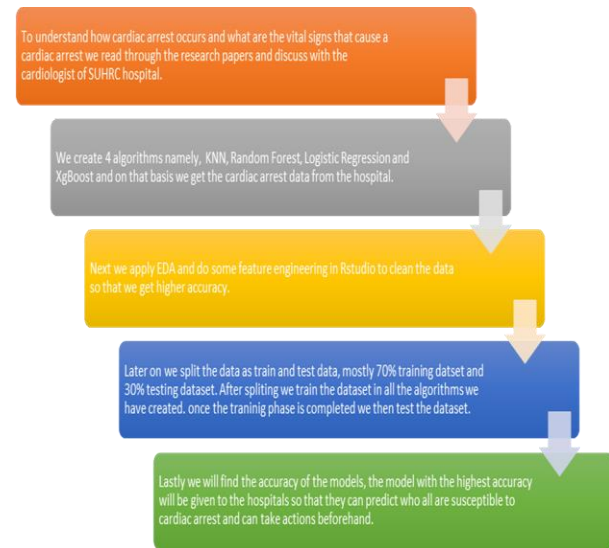 To understand how cardiac arrest occurs and what are the vital signs that cause a
cardiac arrest we read through the research papers and discuss with the
cardiologist of SUHRC hospital.
We create 4 algorithms namely, KNN, Random Forest, Logistic Regression and
XgBoost and on that basis we get the cardiac arrest data from the hospital.
Next we apply EDA and do some feature engineering in Rstudio to clean the data
so that we get higher accuracy.
Later on we split the data as train and test data, mostly 70% training datset and
30% testing dataset. After spliting we train the dataset in all the algorithms we
have created. once the tranining phase is completed we then test the dataset.
Lastly we will find the accuracy of the models, the model with the highest accuracy
will be given to the hospitals so that they can predict who all are susceptible to
cardiac arrest and can take actions beforehand.